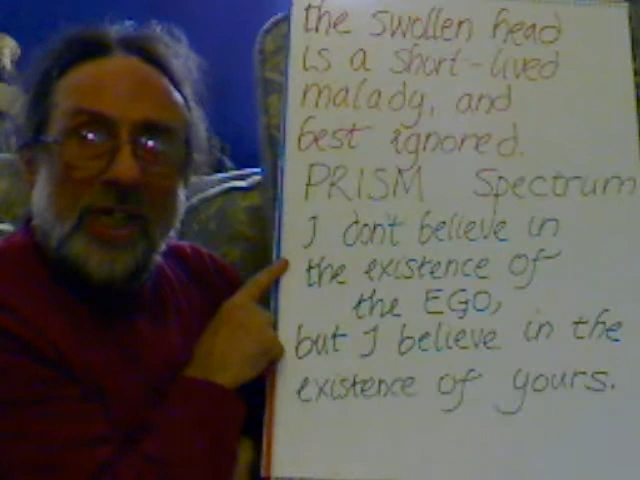 the swollen head
is a short-lived
malady, and
best ignored.
PRISM Spectrum
I don't believe in
the existence of
the EGO,
but I believe in the
existence of yours.